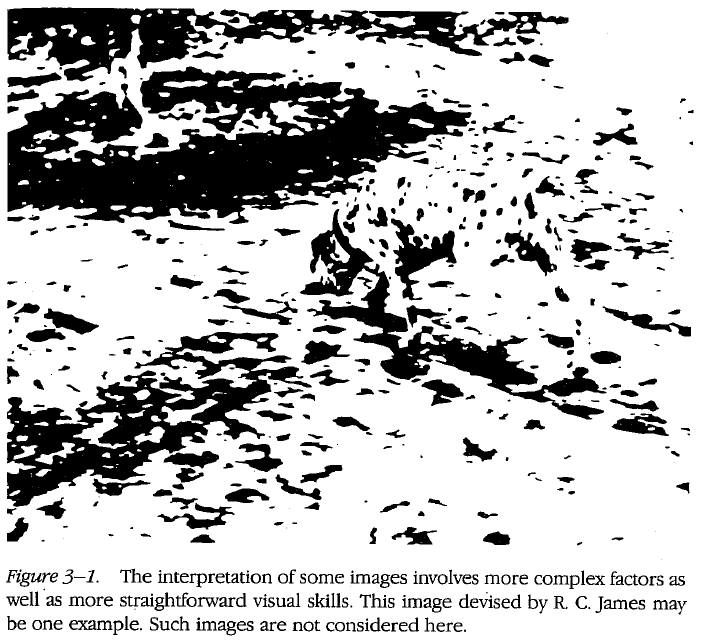 Figure 3–1. The interpretation of some images involves more complex factors as
well as more straightforward visual skills. This image devised by R. C. James may
be one example. Such images are not considered here.